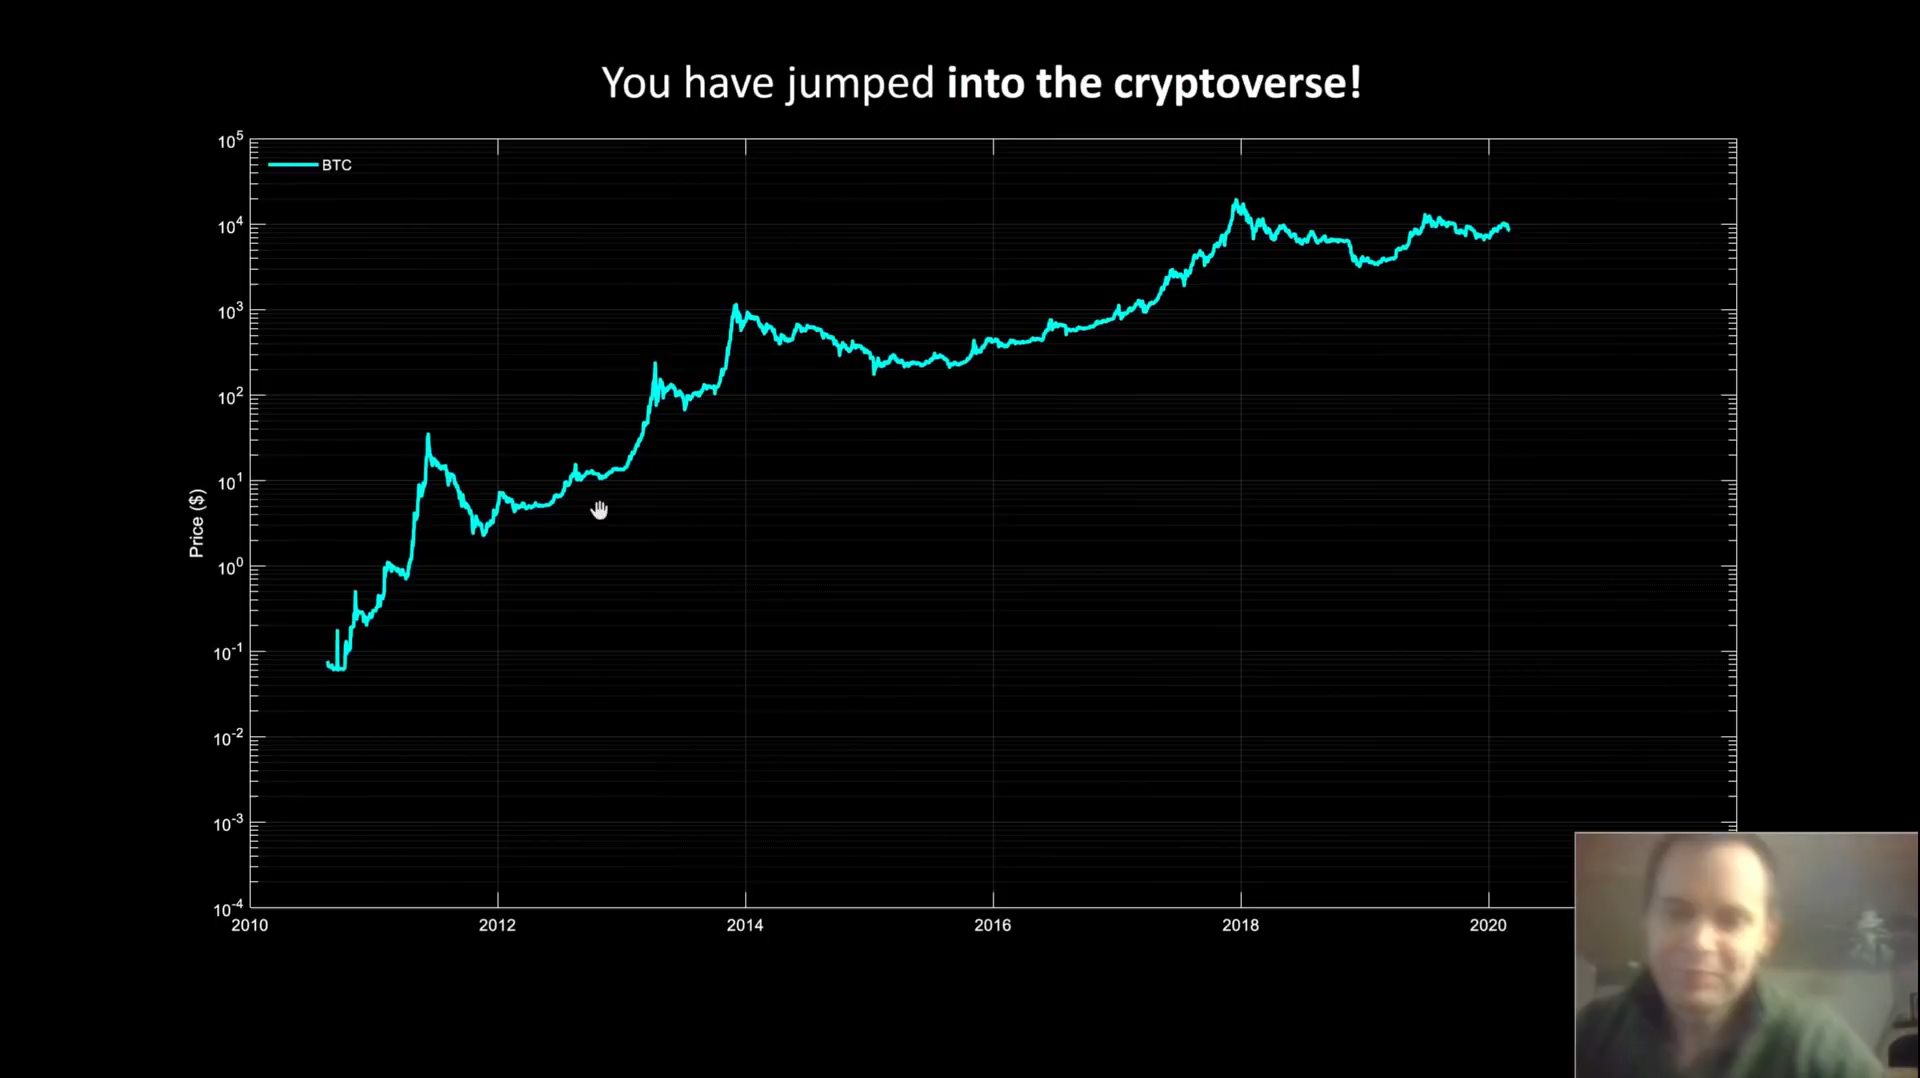 You have jumped into the cryptoverse!
BTC
10^5
10^4
10^3
10^2
10^1
10^0
10^-1
10^-2
10^-3
10^-4
Price ($)
2010 2012 2014 2016 2018 2020